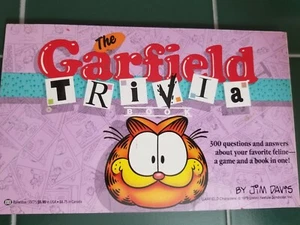 The
Garfield
TRIVIA
BOOK
300 questions and answers
about your favorite feline—
a game and a book in one!
BY JIM DAVIS